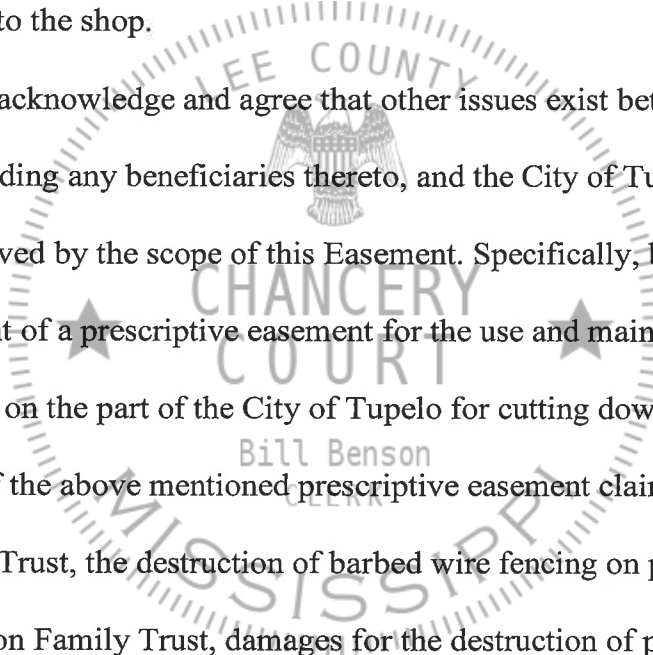 to the shop.
LEE COUNTY
acknowledge and agree that other issues exist bet
ding any beneficiaries thereto, and the City of Tu
ved by the scope of this Easement. Specifically,
CHANCERY
t of a prescriptive easement for the use and main
COURT
on the part of the City of Tupelo for cutting dow
Bill Benson
f the above mentioned prescriptive easement clai
CLERK
Trust, the destruction of barbed wire fencing on p
MISSISSIPPI
on Family Trust, damages for the destruction of p